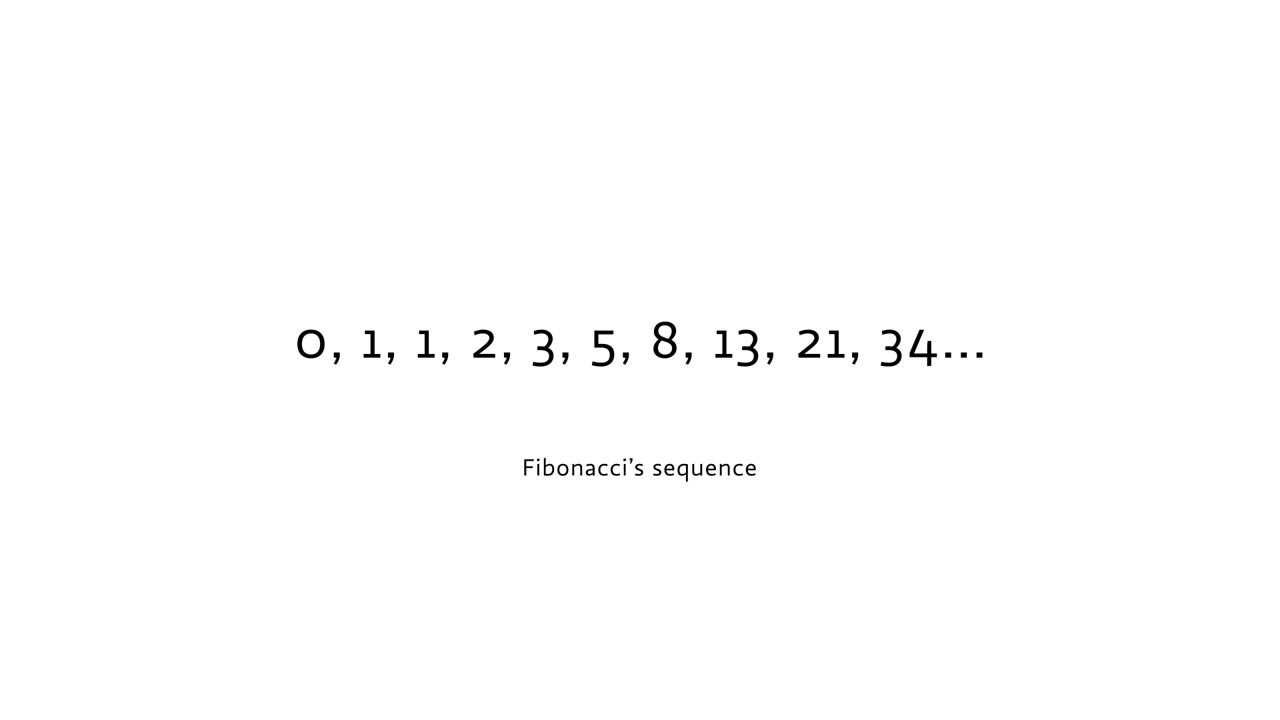 0, 1, 1, 2, 3, 5, 8, 13, 21, 34...
Fibonacci’s sequence